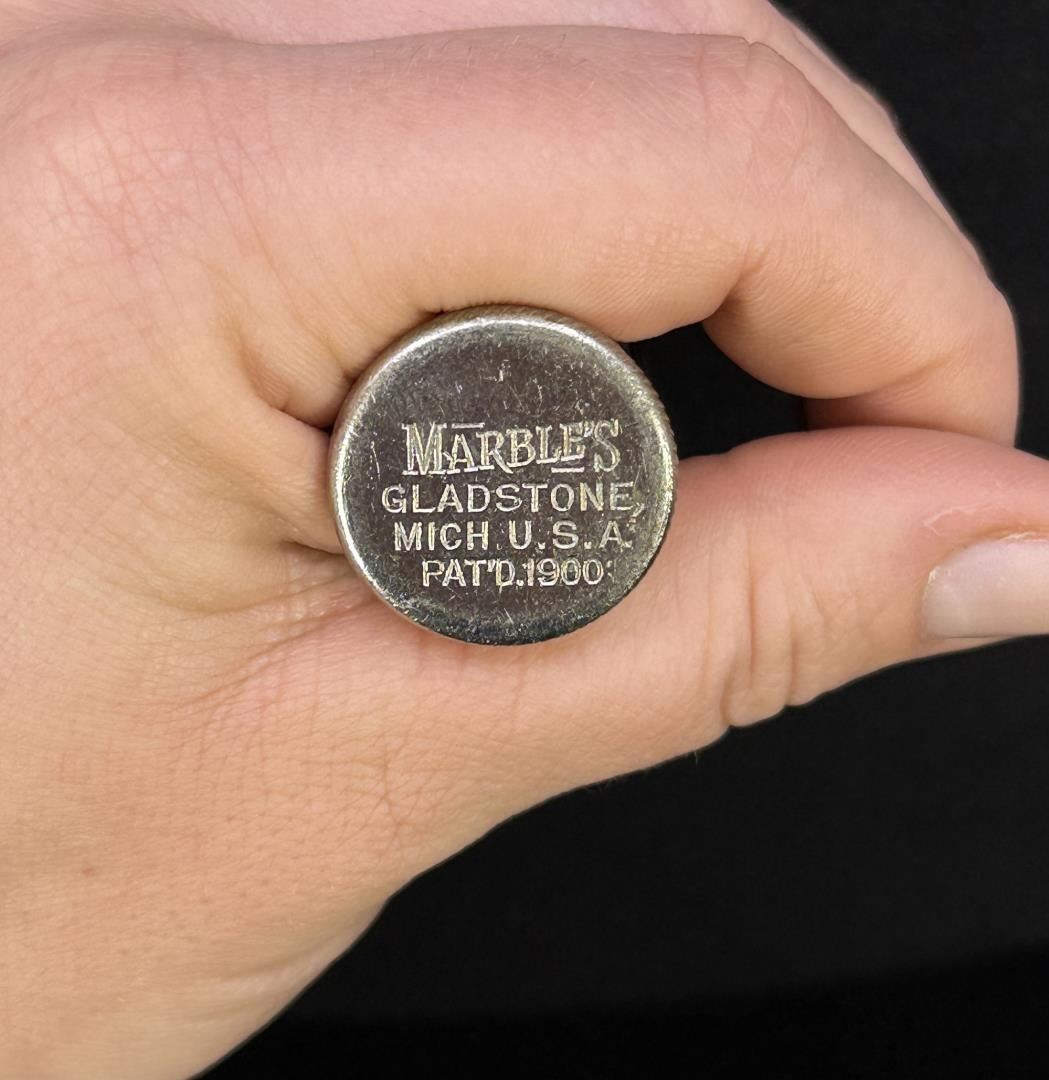 MARBLE'S
GLADSTONE,
MICH. U.S.A.
PAT'D.1900